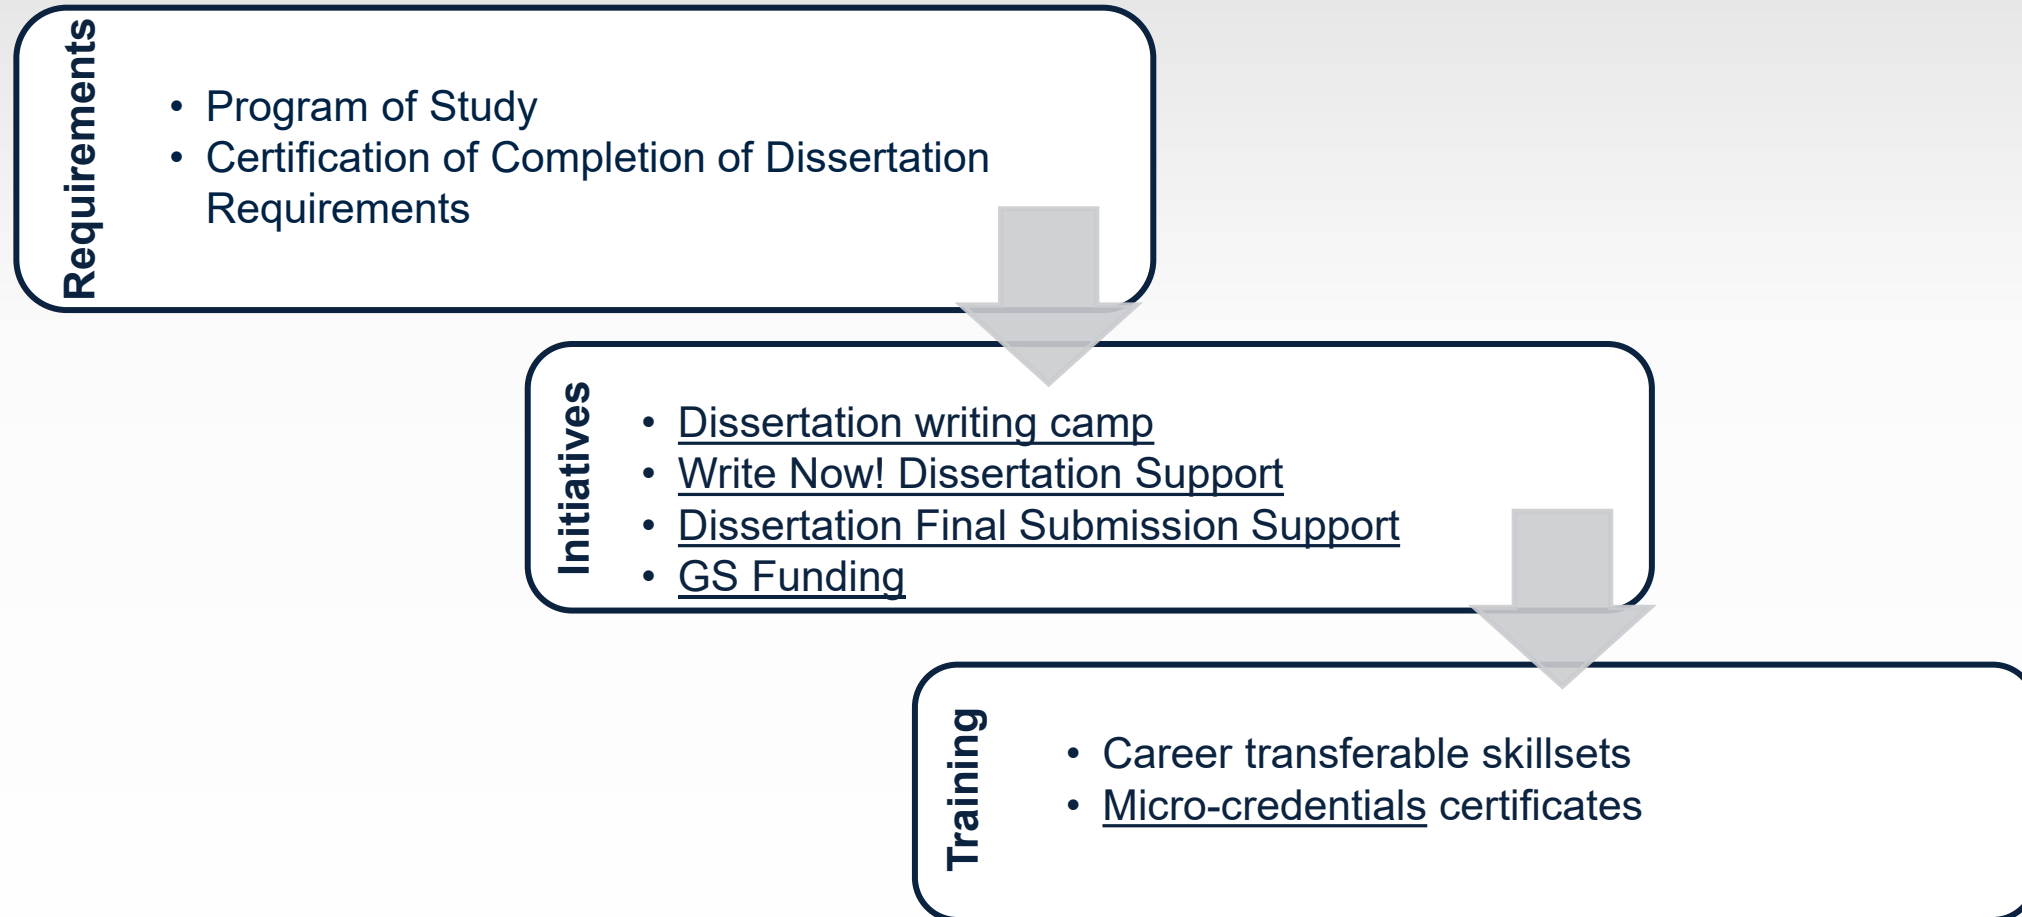 Requirements
• Program of Study
• Certification of Completion of Dissertation
Requirements
Initiatives
• Dissertation writing camp
• Write Now! Dissertation Support
• Dissertation Final Submission Support
• GS Funding
Training
• Career transferable skillsets
• Micro-credentials certificates